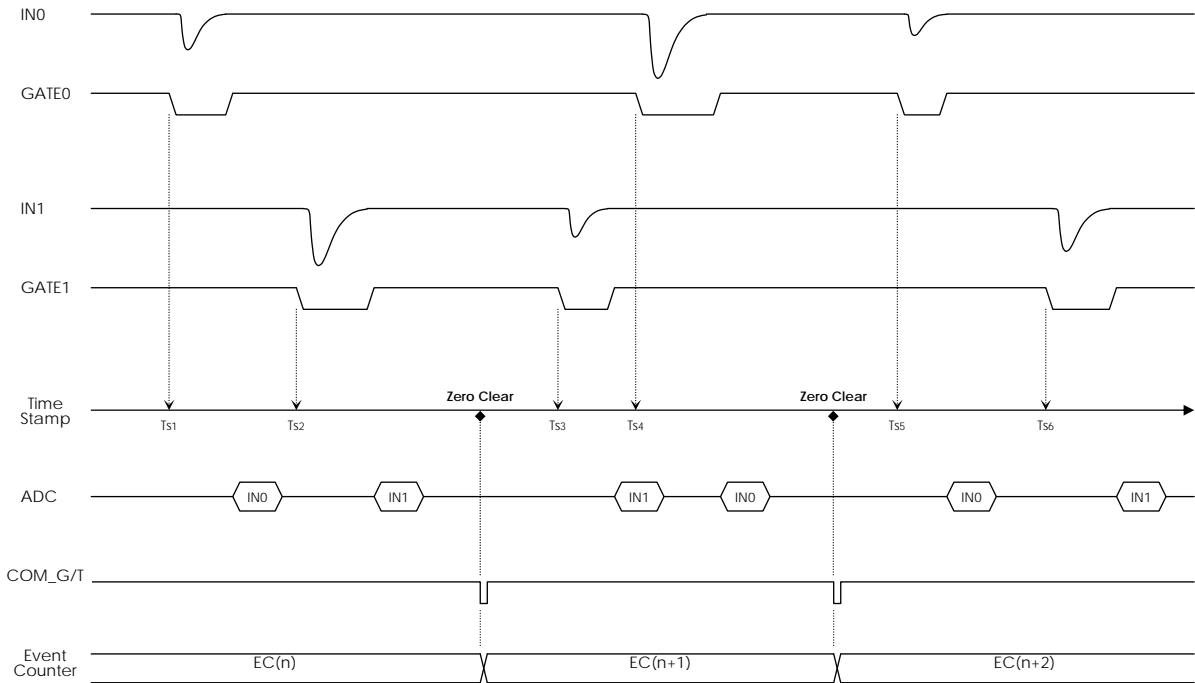 IN0
GATE0
IN1
GATE1
Zero Clear Zero Clear
Time
Stamp
Ts1 Ts2 Ts3 Ts4 Ts5 Ts6
ADC IN0 IN1 IN1 IN0 IN0 IN1
COM_G/T
Event
Counter
EC(n) EC(n+1) EC(n+2)